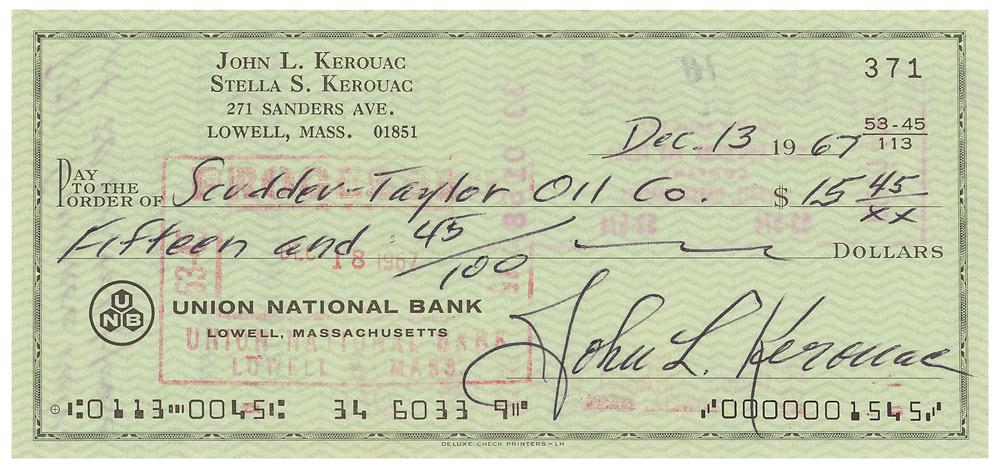 JOHN L. KEROUAC
STELLA S. KEROUAC
271 SANDERS AVE.
LOWELL, MASS. 01851
371
53-45
113
Dec. 13 1967
PAY TO THE ORDER OF Scudder-Taylor Oil Co. $ 15 45
xx
Fifteen and 45/100 DOLLARS
DEC 18 1967
UNB
UNION NATIONAL BANK
LOWELL, MASSACHUSETTS
UNION NATIONAL BANK
LOWELL MASS.
John L. Kerouac
0113 0045 34 6033 9 0000001545
DELUXE CHECK PRINTERS - LH